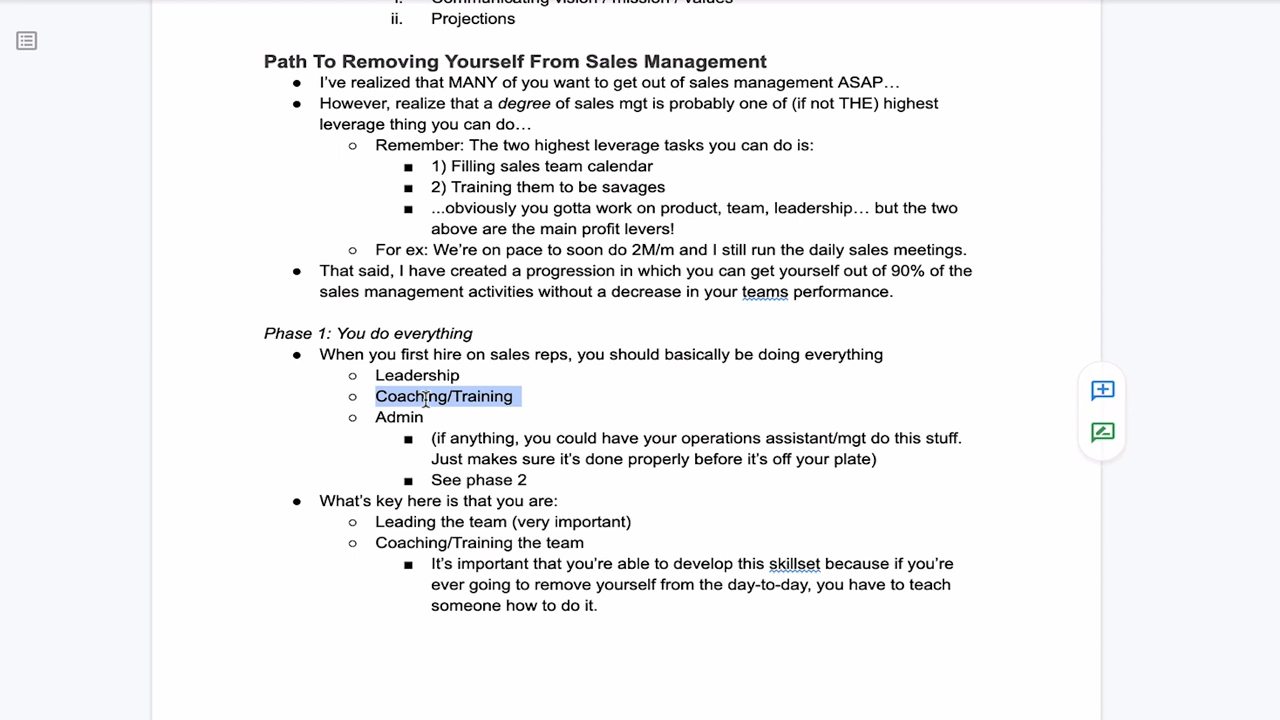 i. Communicating vision / mission / values
ii. Projections
Path To Removing Yourself From Sales Management
● I've realized that MANY of you want to get out of sales management ASAP…
● However, realize that a degree of sales mgt is probably one of (if not THE) highest
leverage thing you can do…
○ Remember: The two highest leverage tasks you can do is:
■ 1) Filling sales team calendar
■ 2) Training them to be savages
■ ...obviously you gotta work on product, team, leadership… but the two
above are the main profit levers!
○ For ex: We're on pace to soon do 2M/m and I still run the daily sales meetings.
● That said, I have created a progression in which you can get yourself out of 90% of the
sales management activities without a decrease in your teams performance.
Phase 1: You do everything
● When you first hire on sales reps, you should basically be doing everything
○ Leadership
○ Coaching/Training
○ Admin
■ (if anything, you could have your operations assistant/mgt do this stuff.
Just makes sure it's done properly before it's off your plate)
■ See phase 2
● What's key here is that you are:
○ Leading the team (very important)
○ Coaching/Training the team
■ It's important that you're able to develop this skillset because if you're
ever going to remove yourself from the day-to-day, you have to teach
someone how to do it.